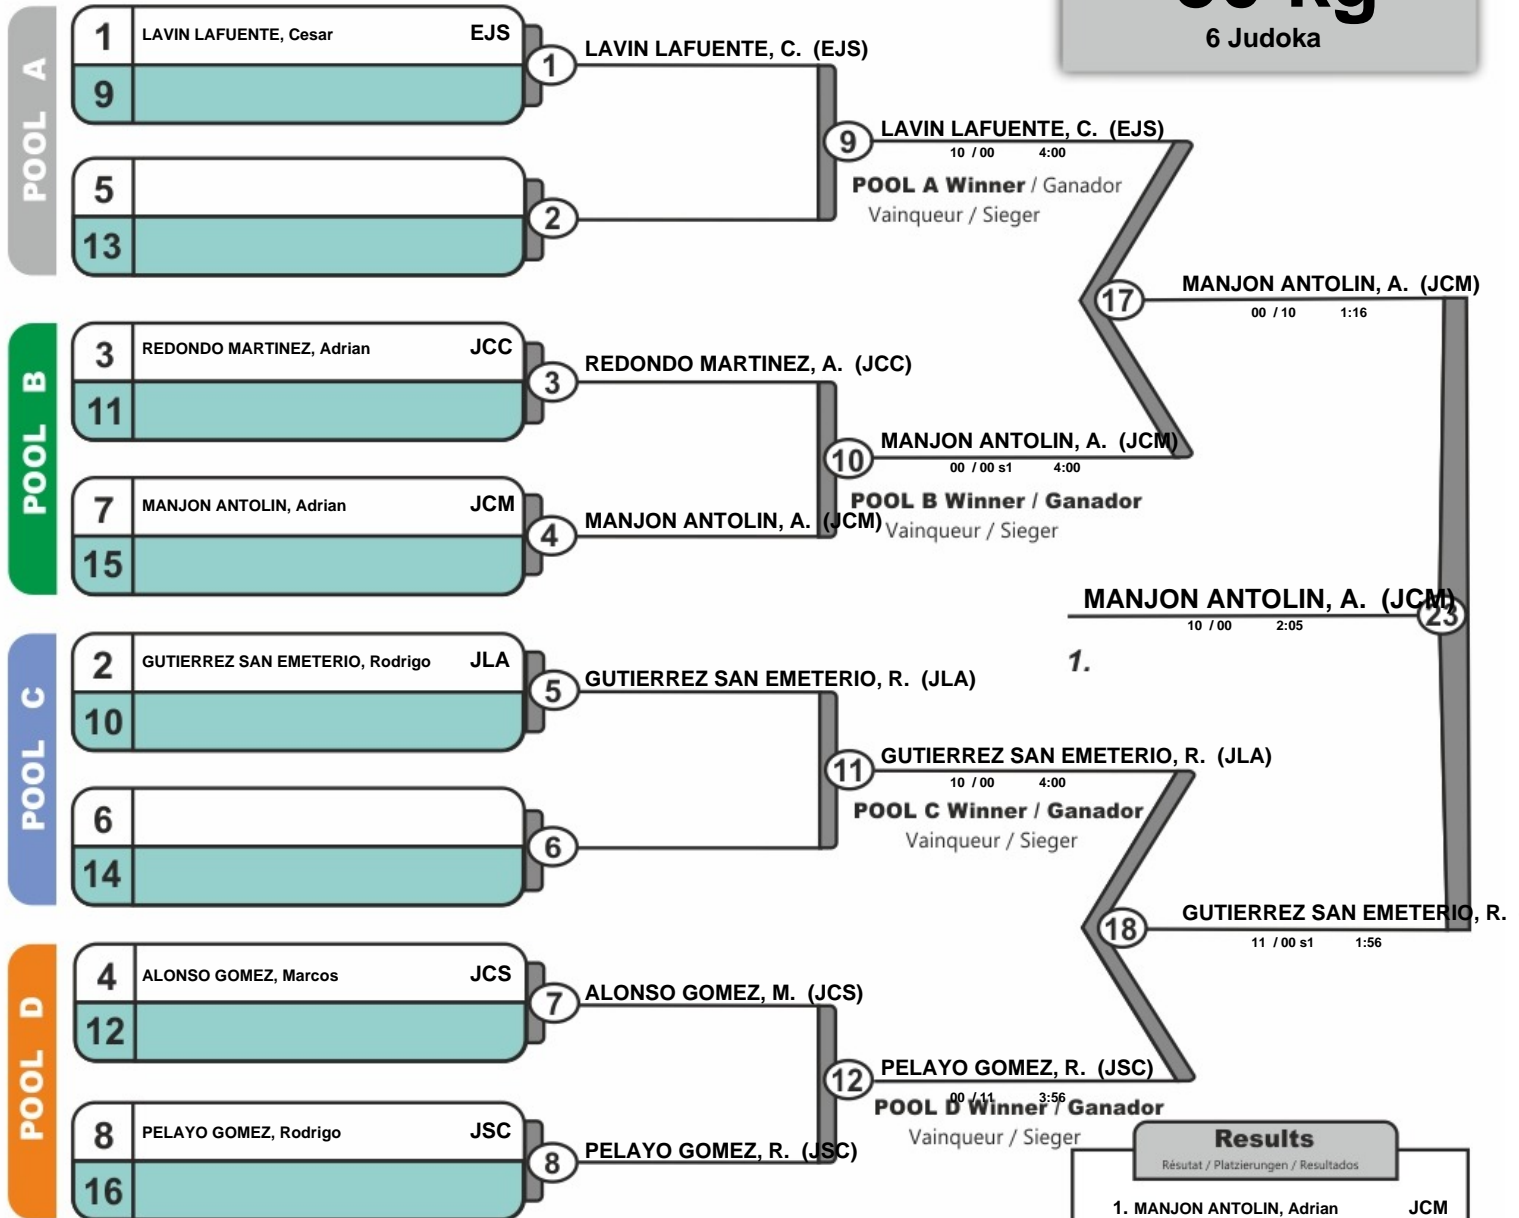 kg
6 Judoka
POOL A
1 LAVIN LAFUENTE, Cesar EJS
9
1
LAVIN LAFUENTE, C. (EJS)
5
13
2
9
LAVIN LAFUENTE, C. (EJS)
10 / 00 4:00
POOL A Winner / Ganador
Vainqueur / Sieger
POOL B
3 REDONDO MARTINEZ, Adrian JCC
11
3
REDONDO MARTINEZ, A. (JCC)
7 MANJON ANTOLIN, Adrian JCM
15
4
MANJON ANTOLIN, A. (JCM)
10
MANJON ANTOLIN, A. (JCM)
00 / 00 s1 4:00
POOL B Winner / Ganador
Vainqueur / Sieger
17
MANJON ANTOLIN, A. (JCM)
00 / 10 1:16
MANJON ANTOLIN, A. (JCM)
23
10 / 00 2:05
1.
POOL C
2 GUTIERREZ SAN EMETERIO, Rodrigo JLA
10
5
GUTIERREZ SAN EMETERIO, R. (JLA)
6
14
6
11
GUTIERREZ SAN EMETERIO, R. (JLA)
10 / 00 4:00
POOL C Winner / Ganador
Vainqueur / Sieger
18
GUTIERREZ SAN EMETERIO, R.
11 / 00 s1 1:56
POOL D
4 ALONSO GOMEZ, Marcos JCS
12
7
ALONSO GOMEZ, M. (JCS)
8 PELAYO GOMEZ, Rodrigo JSC
16
8
PELAYO GOMEZ, R. (JSC)
12
PELAYO GOMEZ, R. (JSC)
00 / 11 3:56
POOL D Winner / Ganador
Vainqueur / Sieger
Results
Résutat / Platzierungen / Resultados
1. MANJON ANTOLIN, Adrian JCM